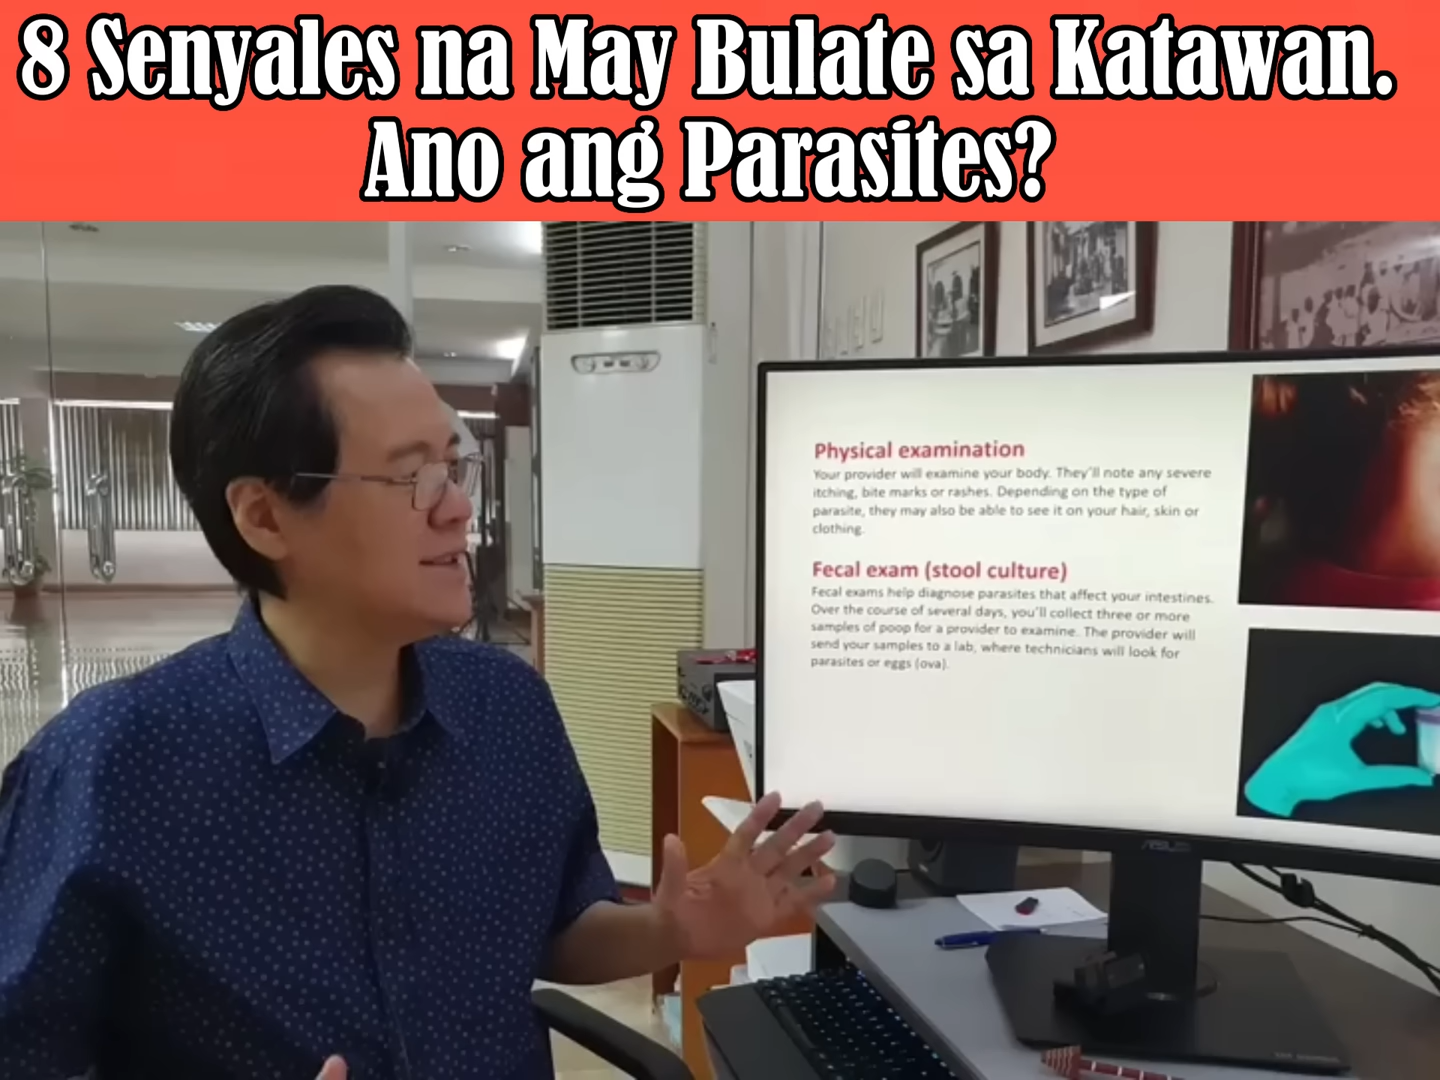 8 Senyales na May Bulate sa Katawan.
Ano ang Parasites?
Physical examination
Your provider will examine your body. They'll note any severe
itching, bite marks or rashes. Depending on the type of
parasite, they may also be able to see it on your hair, skin or
clothing.
Fecal exam (stool culture)
Fecal exams help diagnose parasites that affect your intestines.
Over the course of several days, you'll collect three or more
samples of poop for a provider to examine. The provider will
send your samples to a lab, where technicians will look for
parasites or eggs (ova).
ASUS